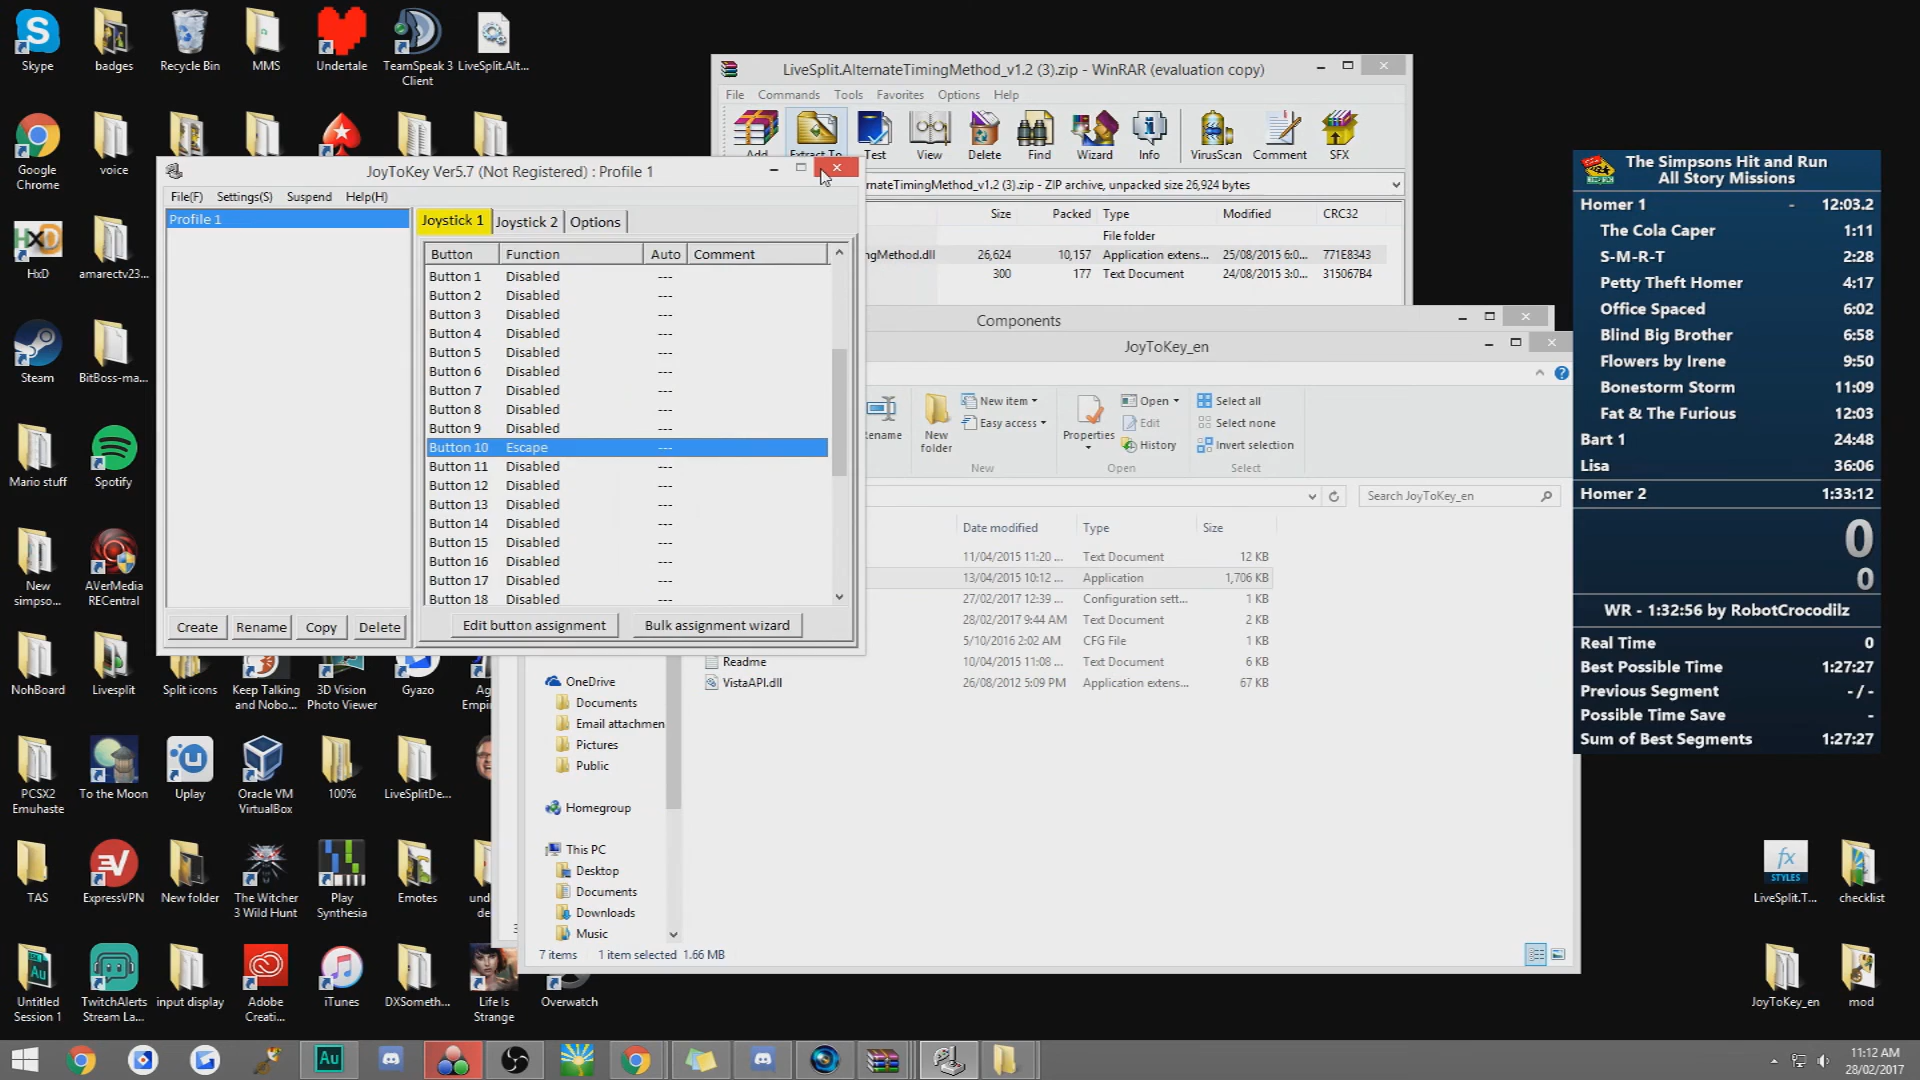 Skype
badges
Recycle Bin
MMS
Undertale
TeamSpeak 3 Client
LiveSplit.Alt...
Google Chrome
voice
HxD
amarectv23...
Steam
BitBoss-ma...
Mario stuff
Spotify
New simpso...
AVerMedia RECentral
NohBoard
Livesplit
Split icons
Keep Talking and Nobo...
3D Vision Photo Viewer
Gyazo
PCSX2 Emuhaste
To the Moon
Uplay
Oracle VM VirtualBox
100%
LiveSplitDe...
TAS
ExpressVPN
New folder
The Witcher 3 Wild Hunt
Play Synthesia
Emotes
Untitled Session 1
TwitchAlerts Stream La...
input display
Adobe Creati...
iTunes
DXSometh...
Life Is Strange
Overwatch
LiveSplit.AlternateTimingMethod_v1.2 (3).zip - WinRAR (evaluation copy)
File Commands Tools Favorites Options Help
Add Extract To Test View Delete Find Wizard Info VirusScan Comment SFX
rnateTimingMethod_v1.2 (3).zip - ZIP archive, unpacked size 26,924 bytes
Size Packed Type Modified CRC32
File folder
gMethod.dll 26,624 10,157 Application extens... 25/08/2015 6:0... 771E8343
300 177 Text Document 24/08/2015 3:0... 315067B4
JoyToKey Ver5.7 (Not Registered) : Profile 1
File(F) Settings(S) Suspend Help(H)
Profile 1
Joystick 1 Joystick 2 Options
Button Function Auto Comment
Button 1 Disabled ---
Button 2 Disabled ---
Button 3 Disabled ---
Button 4 Disabled ---
Button 5 Disabled ---
Button 6 Disabled ---
Button 7 Disabled ---
Button 8 Disabled ---
Button 9 Disabled ---
Button 10 Escape ---
Button 11 Disabled ---
Button 12 Disabled ---
Button 13 Disabled ---
Button 14 Disabled ---
Button 15 Disabled ---
Button 16 Disabled ---
Button 17 Disabled ---
Button 18 Disabled ---
Create Rename Copy Delete
Edit button assignment Bulk assignment wizard
Components
JoyToKey_en
ename
New folder
New item
Easy access
New
Properties
Open
Edit
History
Open
Select all
Select none
Invert selection
Select
Search JoyToKey_en
Date modified Type Size
11/04/2015 11:20 ... Text Document 12 KB
13/04/2015 10:12 ... Application 1,706 KB
27/02/2017 12:39 ... Configuration sett... 1 KB
28/02/2017 9:44 AM Text Document 2 KB
5/10/2016 2:02 AM CFG File 1 KB
Readme 10/04/2015 11:08 ... Text Document 6 KB
VistaAPI.dll 26/08/2012 5:09 PM Application extens... 67 KB
OneDrive
Documents
Email attachmen
Pictures
Public
Homegroup
This PC
Desktop
Documents
Downloads
Music
7 items 1 item selected 1.66 MB
The Simpsons Hit and Run
All Story Missions
Homer 1 - 12:03.2
The Cola Caper 1:11
S-M-R-T 2:28
Petty Theft Homer 4:17
Office Spaced 6:02
Blind Big Brother 6:58
Flowers by Irene 9:50
Bonestorm Storm 11:09
Fat & The Furious 12:03
Bart 1 24:48
Lisa 36:06
Homer 2 1:33:12
0
0
WR - 1:32:56 by RobotCrocodilz
Real Time 0
Best Possible Time 1:27:27
Previous Segment - / -
Possible Time Save -
Sum of Best Segments 1:27:27
fx
STYLES
LiveSplit.T...
checklist
JoyToKey_en
mod
11:12 AM
28/02/2017